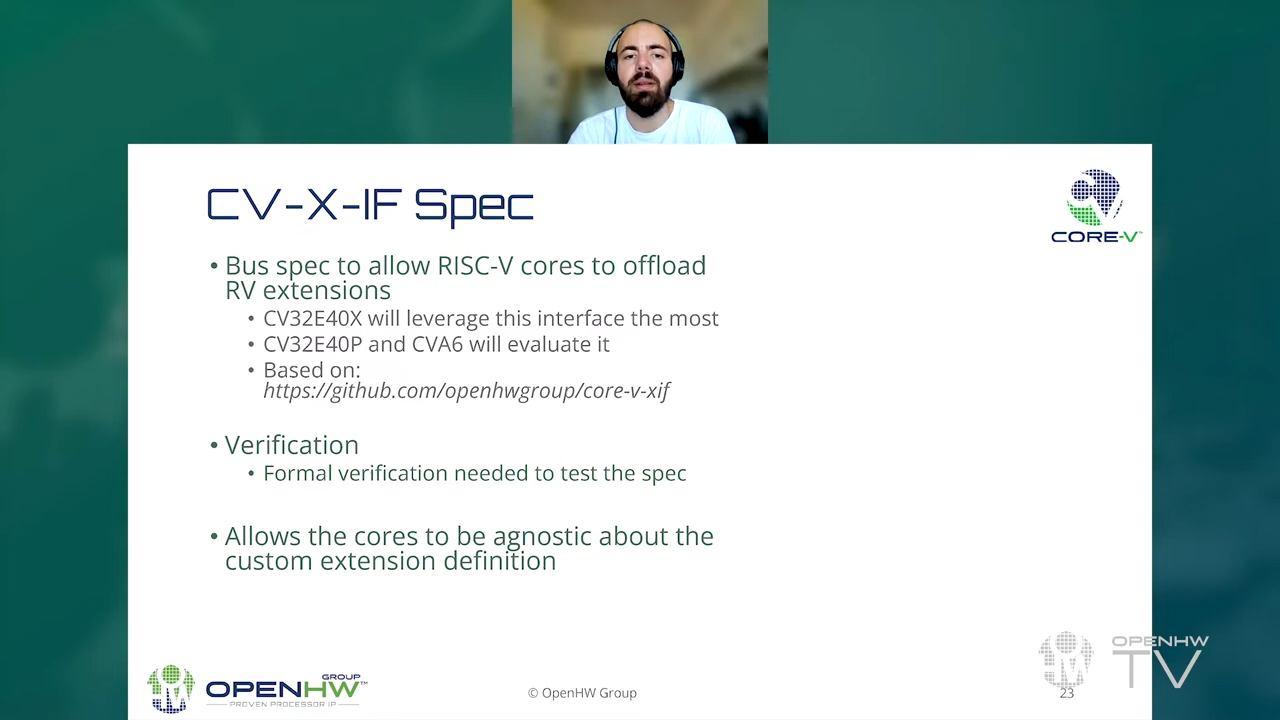 CV-X-IF Spec
CORE-V™
• Bus spec to allow RISC-V cores to offload
RV extensions
• CV32E40X will leverage this interface the most
• CV32E40P and CVA6 will evaluate it
• Based on:
https://github.com/openhwgroup/core-v-xif
• Verification
• Formal verification needed to test the spec
• Allows the cores to be agnostic about the
custom extension definition
OPENHW
TV
GROUP
OPENHW™
PROVEN PROCESSOR IP
© OpenHW Group
23